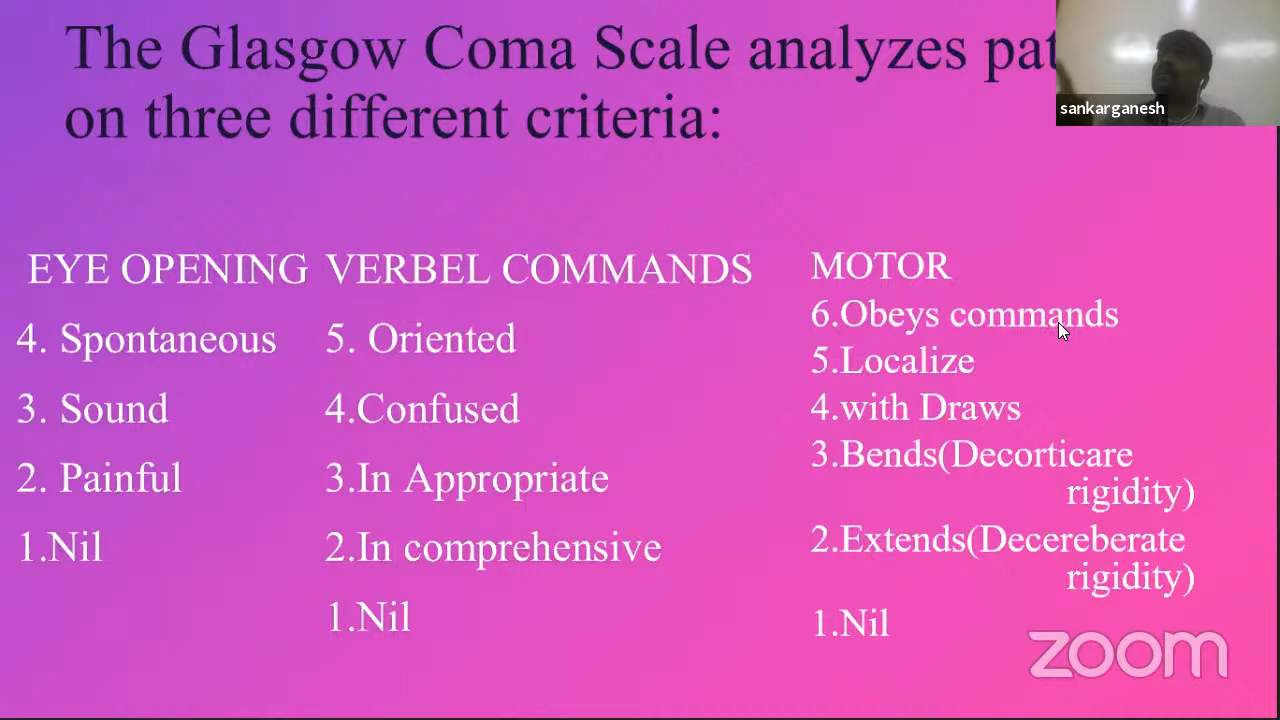 The Glasgow Coma Scale analyzes
on three different criteria:
sankarganesh
EYE OPENING
4. Spontaneous
3. Sound
2. Painful
1.Nil
VERBEL COMMANDS
5. Oriented
4.Confused
3.In Appropriate
2.In comprehensive
1.Nil
MOTOR
6.Obeys commands
5.Localize
4.with Draws
3.Bends(Decorticare
rigidity)
2.Extends(Decereberate
rigidity)
1.Nil
zoom